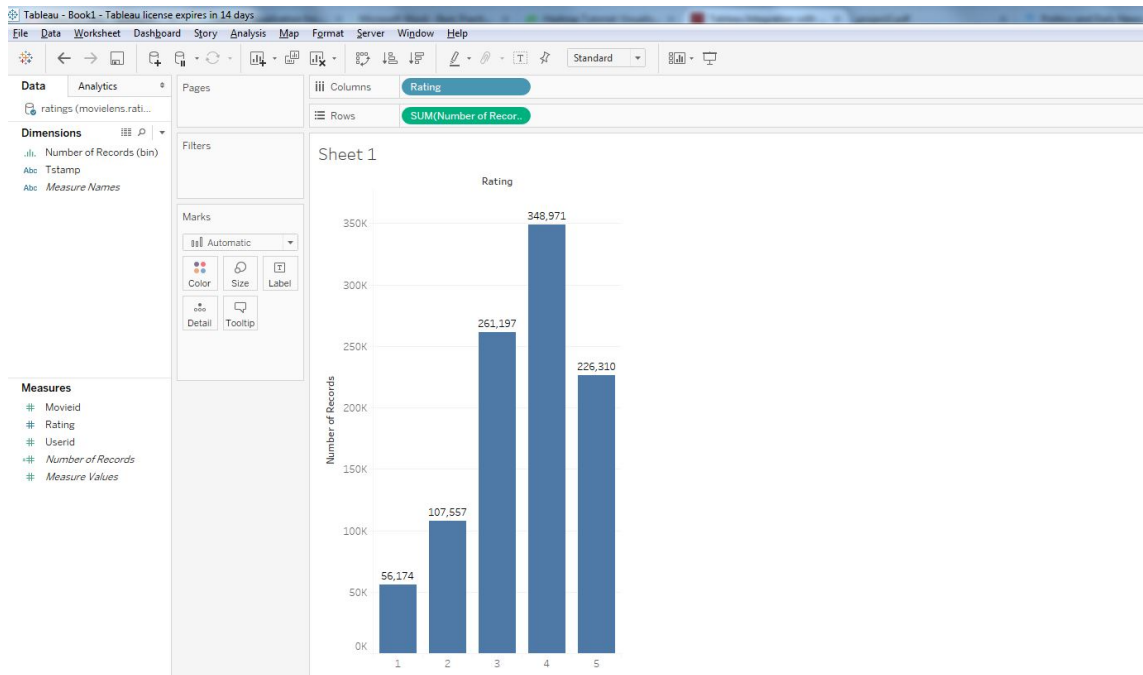 Tableau - Book1 - Tableau license expires in 14 days
File Data Worksheet Dashboard Story Analysis Map Format Server Window Help
Standard
Data Analytics
ratings (movielens.rati...
Dimensions
Number of Records (bin)
Abc Tstamp
Abc Measure Names
Measures
# Movieid
# Rating
# Userid
=# Number of Records
# Measure Values
Pages
Filters
Marks
Automatic
Color Size Label
Detail Tooltip
Columns Rating
Rows SUM(Number of Recor..
Sheet 1
Rating
Number of Records
350K
300K
250K
200K
150K
100K
50K
0K
56,174
107,557
261,197
348,971
226,310
1 2 3 4 5